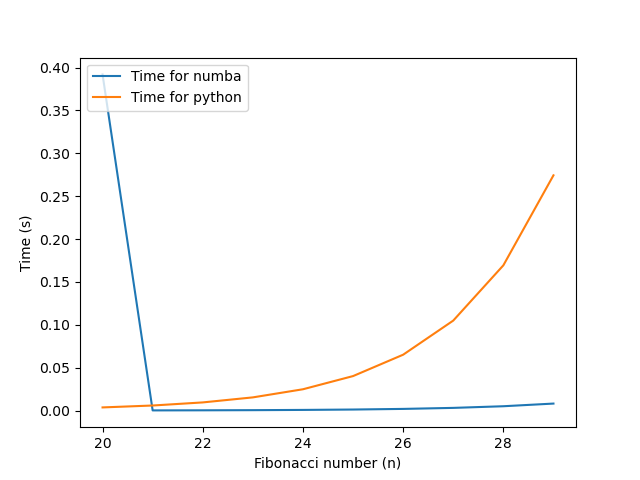 Time for numba
Time for python
0.40
0.35
0.30
0.25
0.20
0.15
0.10
0.05
0.00
Time (s)
20 22 24 26 28
Fibonacci number (n)